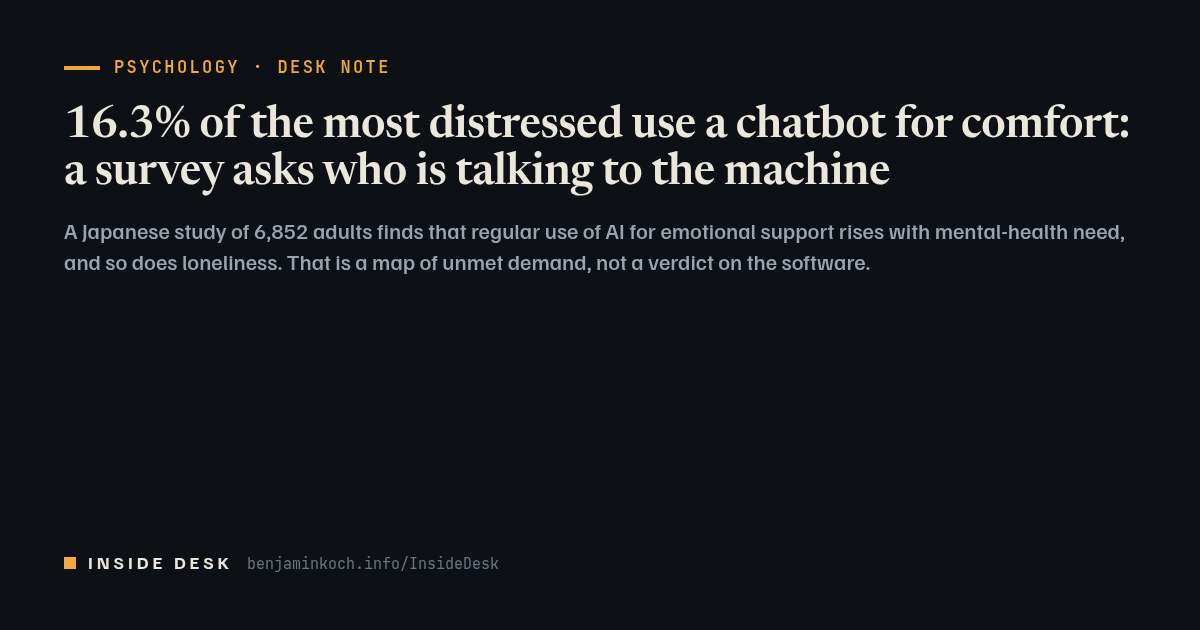 PSYCHOLOGY · DESK NOTE
16.3% of the most distressed use a chatbot for comfort:
a survey asks who is talking to the machine
A Japanese study of 6,852 adults finds that regular use of AI for emotional support rises with mental-health need,
and so does loneliness. That is a map of unmet demand, not a verdict on the software.
INSIDE DESK benjaminkoch.info/InsideDesk